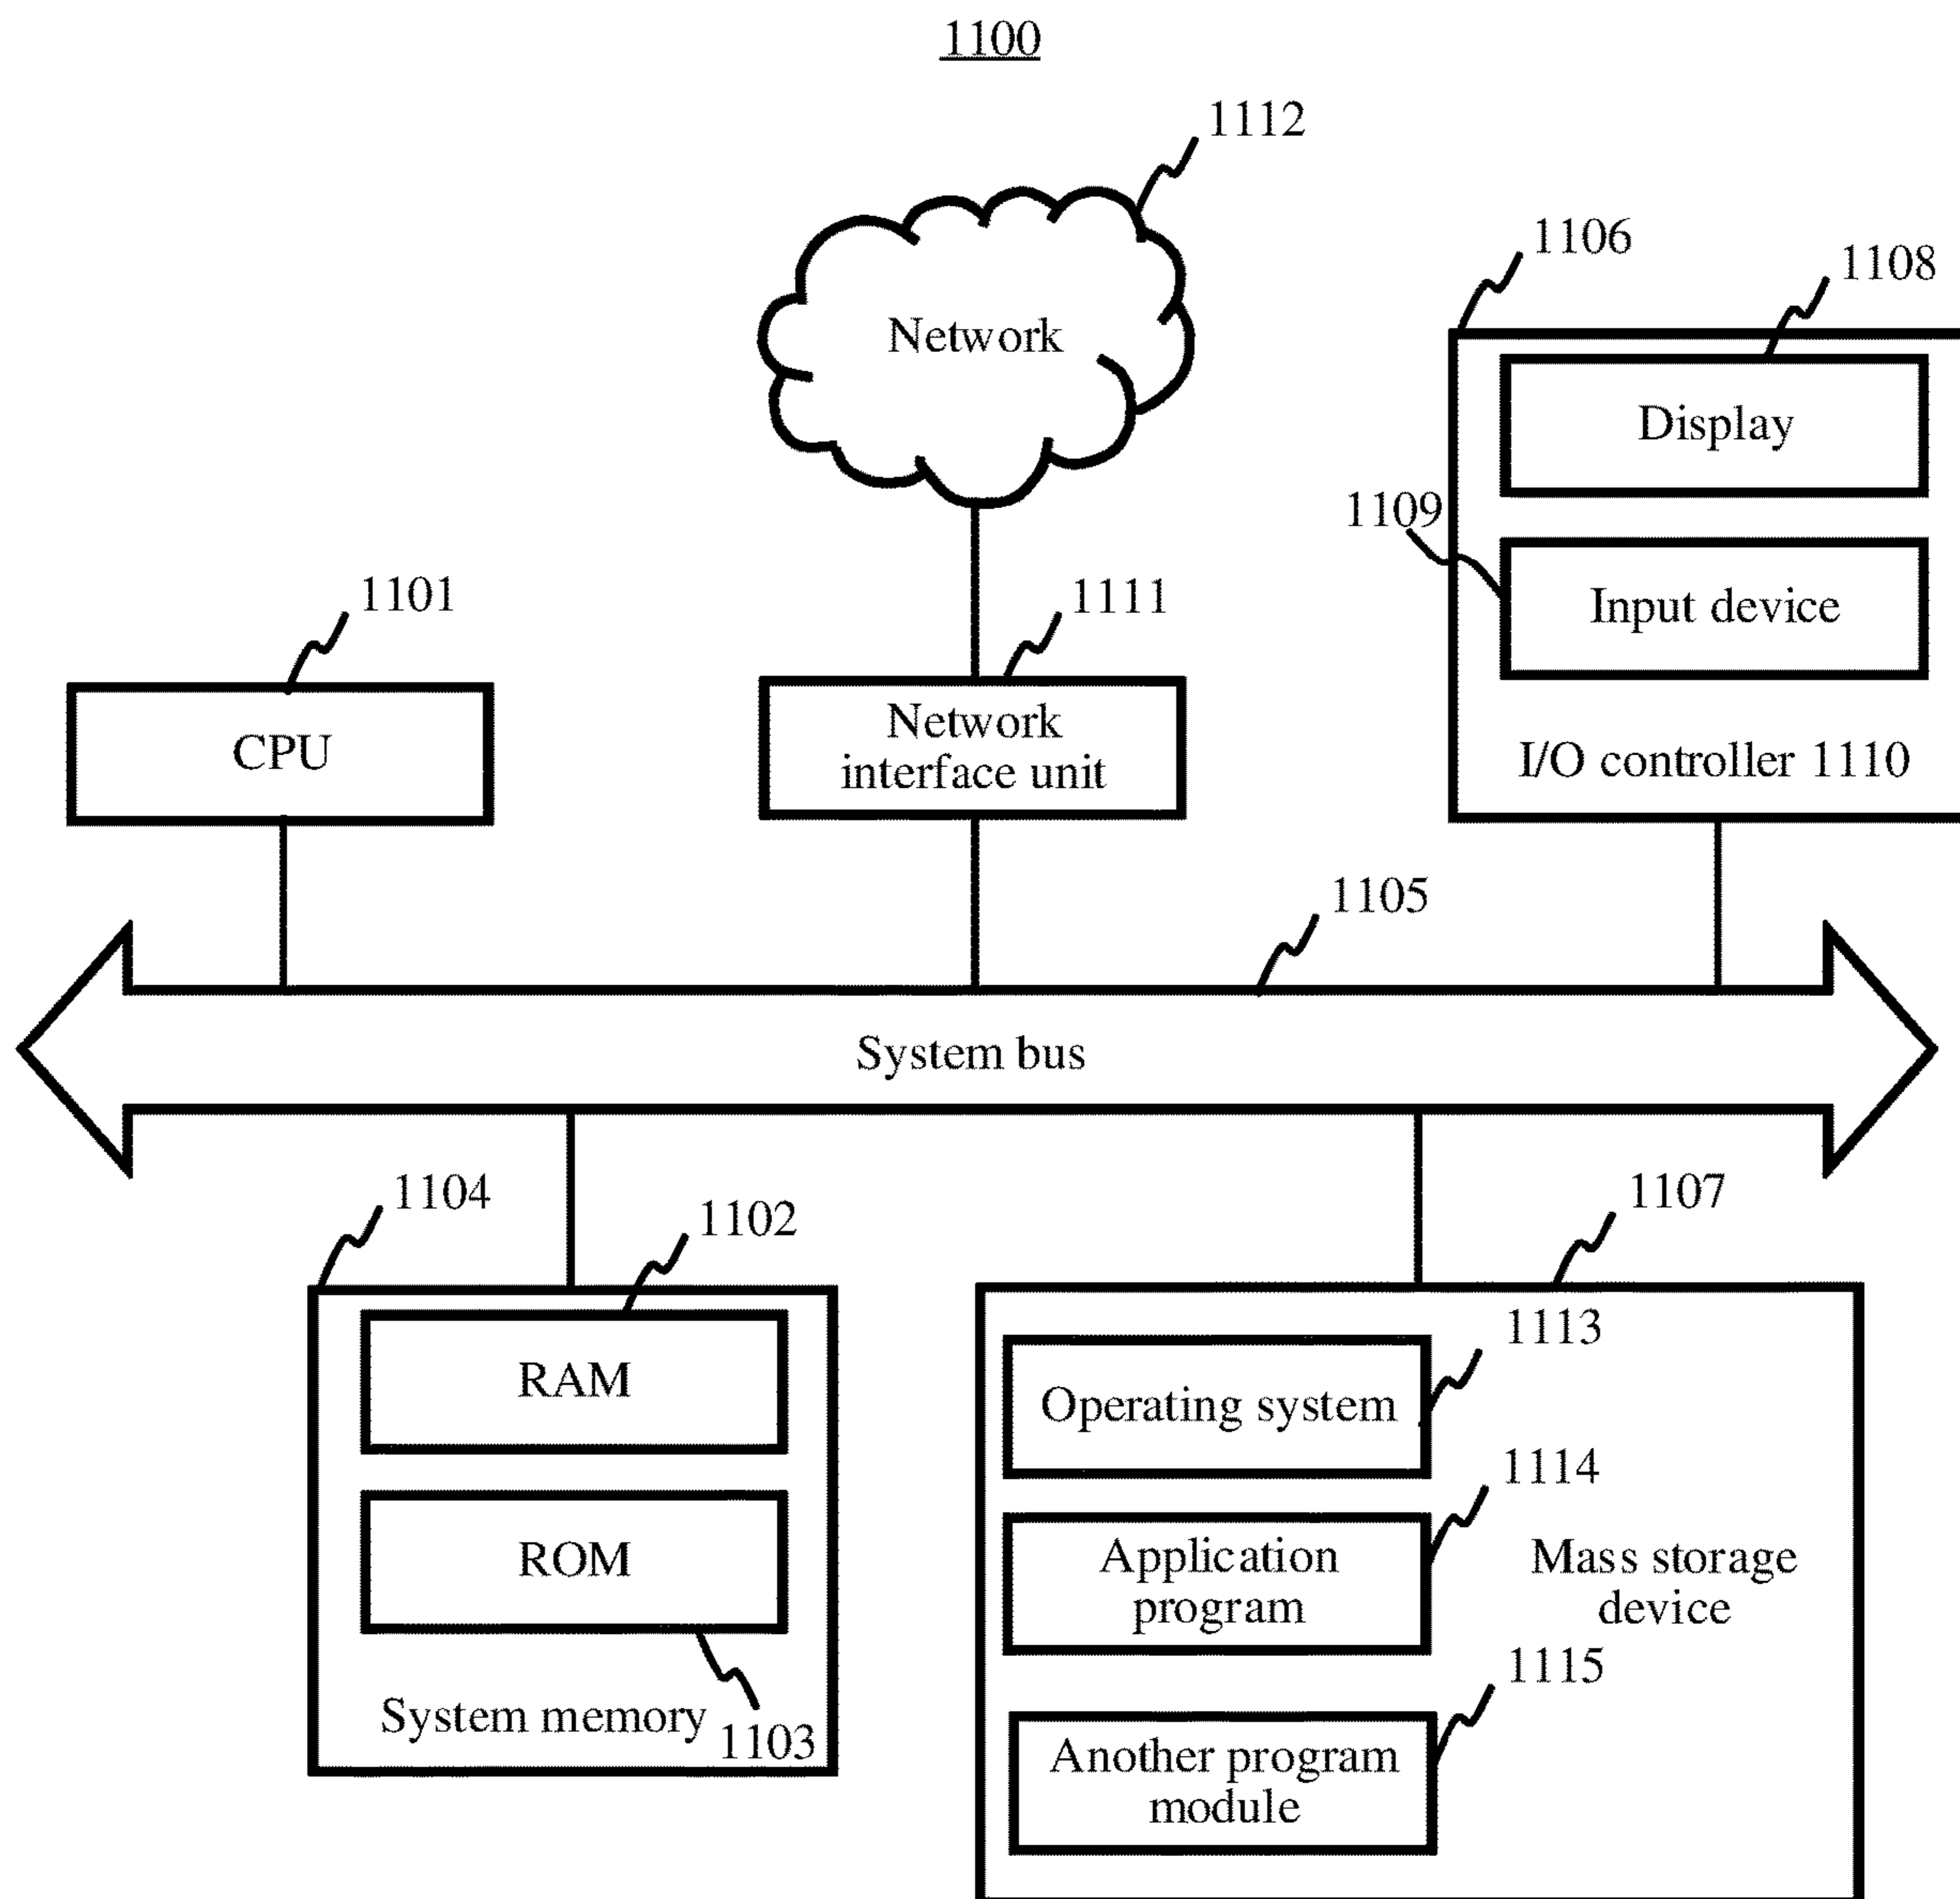 1100
1112
Network
1106
1108
Display
1109
Input device
I/O controller 1110
1101
CPU
1111
Network
interface unit
1105
System bus
1104
1102
RAM
ROM
System memory
1103
1107
1113
Operating system
1114
Application
program
Mass storage
device
1115
Another program
module